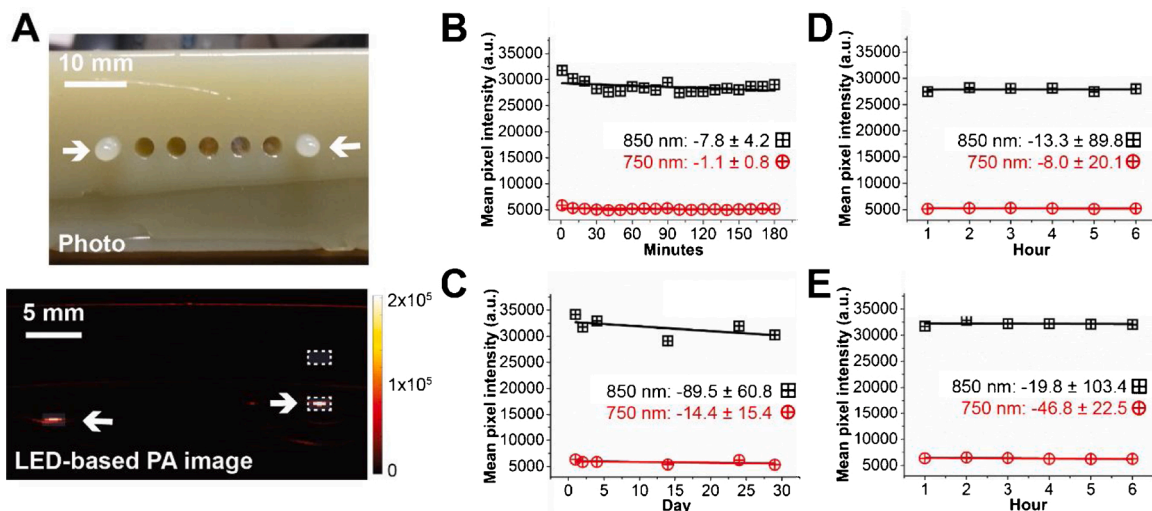 A
10 mm
Photo
5 mm
LED-based PA image
2x10⁵
1x10⁵
0
B
Mean pixel intensity (a.u.)
35000
30000
25000
20000
15000
10000
5000
850 nm: -7.8 ± 4.2
750 nm: -1.1 ± 0.8
0 30 60 90 120 150 180
Minutes
C
Mean pixel intensity (a.u.)
35000
30000
25000
20000
15000
10000
5000
850 nm: -89.5 ± 60.8
750 nm: -14.4 ± 15.4
0 5 10 15 20 25 30
Day
D
Mean pixel intensity (a.u.)
35000
30000
25000
20000
15000
10000
5000
850 nm: -13.3 ± 89.8
750 nm: -8.0 ± 20.1
1 2 3 4 5 6
Hour
E
Mean pixel intensity (a.u.)
35000
30000
25000
20000
15000
10000
5000
850 nm: -19.8 ± 103.4
750 nm: -46.8 ± 22.5
1 2 3 4 5 6
Hour